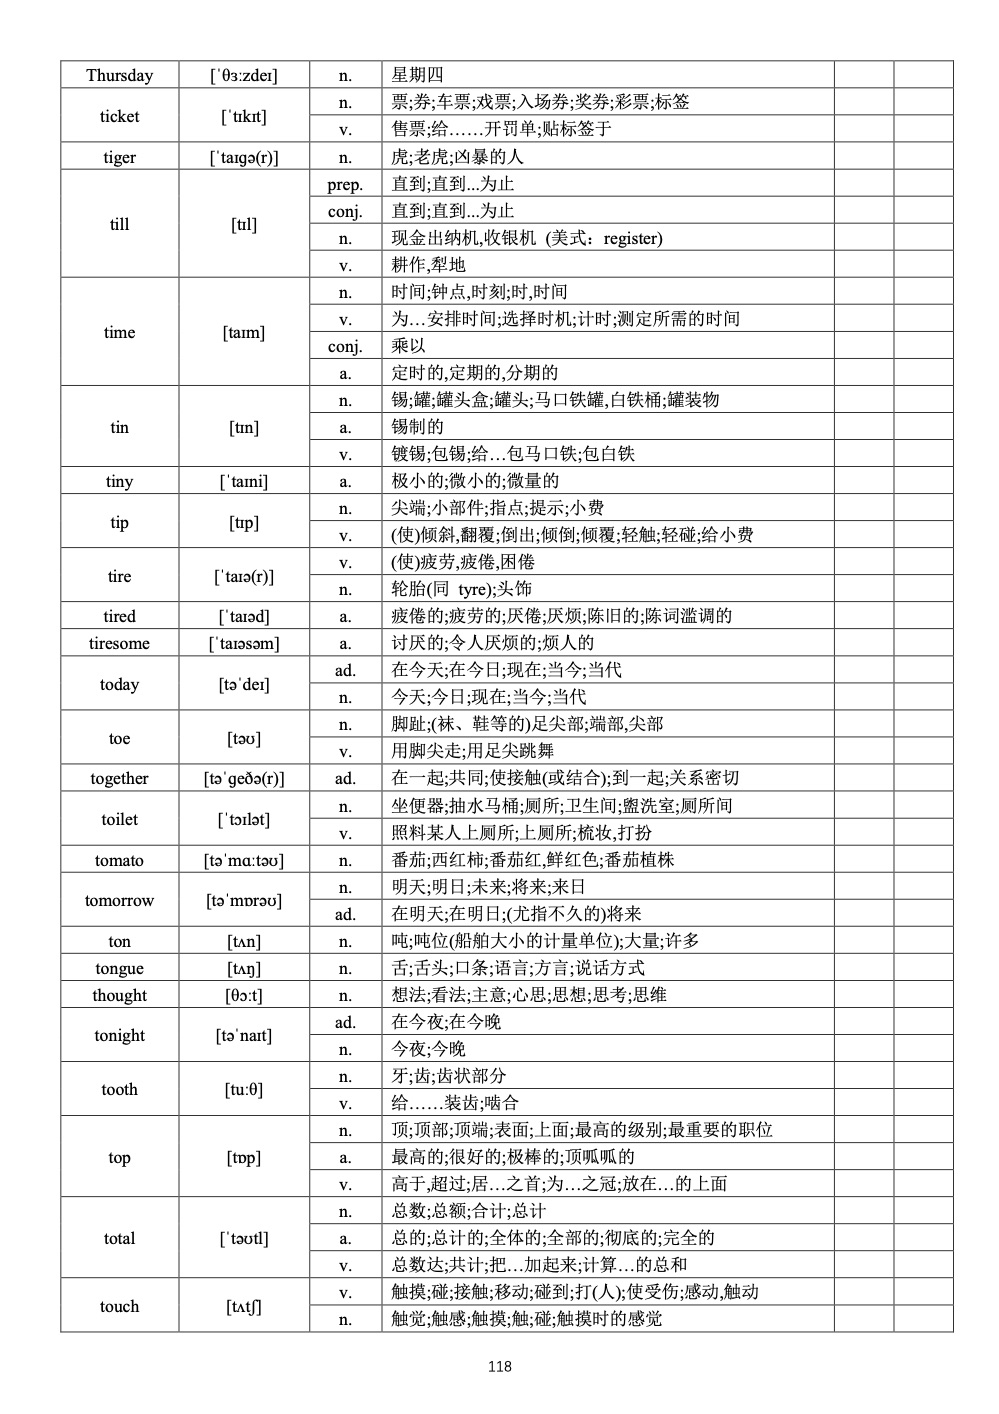 Thursday [ˈθɜːzdeɪ] n. 星期四
ticket [ˈtɪkɪt] n. 票;券;车票;戏票;入场券;奖券;彩票;标签
v. 售票;给……开罚单;贴标签于
tiger [ˈtaɪɡə(r)] n. 虎;老虎;凶暴的人
till [tɪl] prep. 直到;直到...为止
conj. 直到;直到...为止
n. 现金出纳机,收银机 (美式：register)
v. 耕作,犁地
time [taɪm] n. 时间;钟点,时刻;时,时间
v. 为…安排时间;选择时机;计时;测定所需的时间
conj. 乘以
a. 定时的,定期的,分期的
tin [tɪn] n. 锡;罐;罐头盒;罐头;马口铁罐,白铁桶;罐装物
a. 锡制的
v. 镀锡;包锡;给…包马口铁;包白铁
tiny [ˈtaɪni] a. 极小的;微小的;微量的
tip [tɪp] n. 尖端;小部件;指点;提示;小费
v. (使)倾斜,翻覆;倒出;倾倒;倾覆;轻触;轻碰;给小费
tire [ˈtaɪə(r)] v. (使)疲劳,疲倦,困倦
n. 轮胎(同 tyre);头饰
tired [ˈtaɪəd] a. 疲倦的;疲劳的;厌倦;厌烦;陈旧的;陈词滥调的
tiresome [ˈtaɪəsəm] a. 讨厌的;令人厌烦的;烦人的
today [təˈdeɪ] ad. 在今天;在今日;现在;当今;当代
n. 今天;今日;现在;当今;当代
toe [təʊ] n. 脚趾;(袜、鞋等的)足尖部;端部,尖部
v. 用脚尖走;用足尖跳舞
together [təˈɡeðə(r)] ad. 在一起;共同;使接触(或结合);到一起;关系密切
toilet [ˈtɔɪlət] n. 坐便器;抽水马桶;厕所;卫生间;盥洗室;厕所间
v. 照料某人上厕所;上厕所;梳妆,打扮
tomato [təˈmɑːtəʊ] n. 番茄;西红柿;番茄红,鲜红色;番茄植株
tomorrow [təˈmɒrəʊ] n. 明天;明日;未来;将来;来日
ad. 在明天;在明日;(尤指不久的)将来
ton [tʌn] n. 吨;吨位(船舶大小的计量单位);大量;许多
tongue [tʌŋ] n. 舌;舌头;口条;语言;方言;说话方式
thought [θɔːt] n. 想法;看法;主意;心思;思想;思考;思维
tonight [təˈnaɪt] ad. 在今夜;在今晚
n. 今夜;今晚
tooth [tuːθ] n. 牙;齿;齿状部分
v. 给……装齿;啮合
top [tɒp] n. 顶;顶部;顶端;表面;上面;最高的级别;最重要的职位
a. 最高的;很好的;极棒的;顶呱呱的
v. 高于,超过;居…之首;为…之冠;放在…的上面
total [ˈtəʊtl] n. 总数;总额;合计;总计
a. 总的;总计的;全体的;全部的;彻底的;完全的
v. 总数达;共计;把…加起来;计算…的总和
touch [tʌtʃ] v. 触摸;碰;接触;移动;碰到;打(人);使受伤;感动,触动
n. 触觉;触感;触摸;触;碰;触摸时的感觉
118